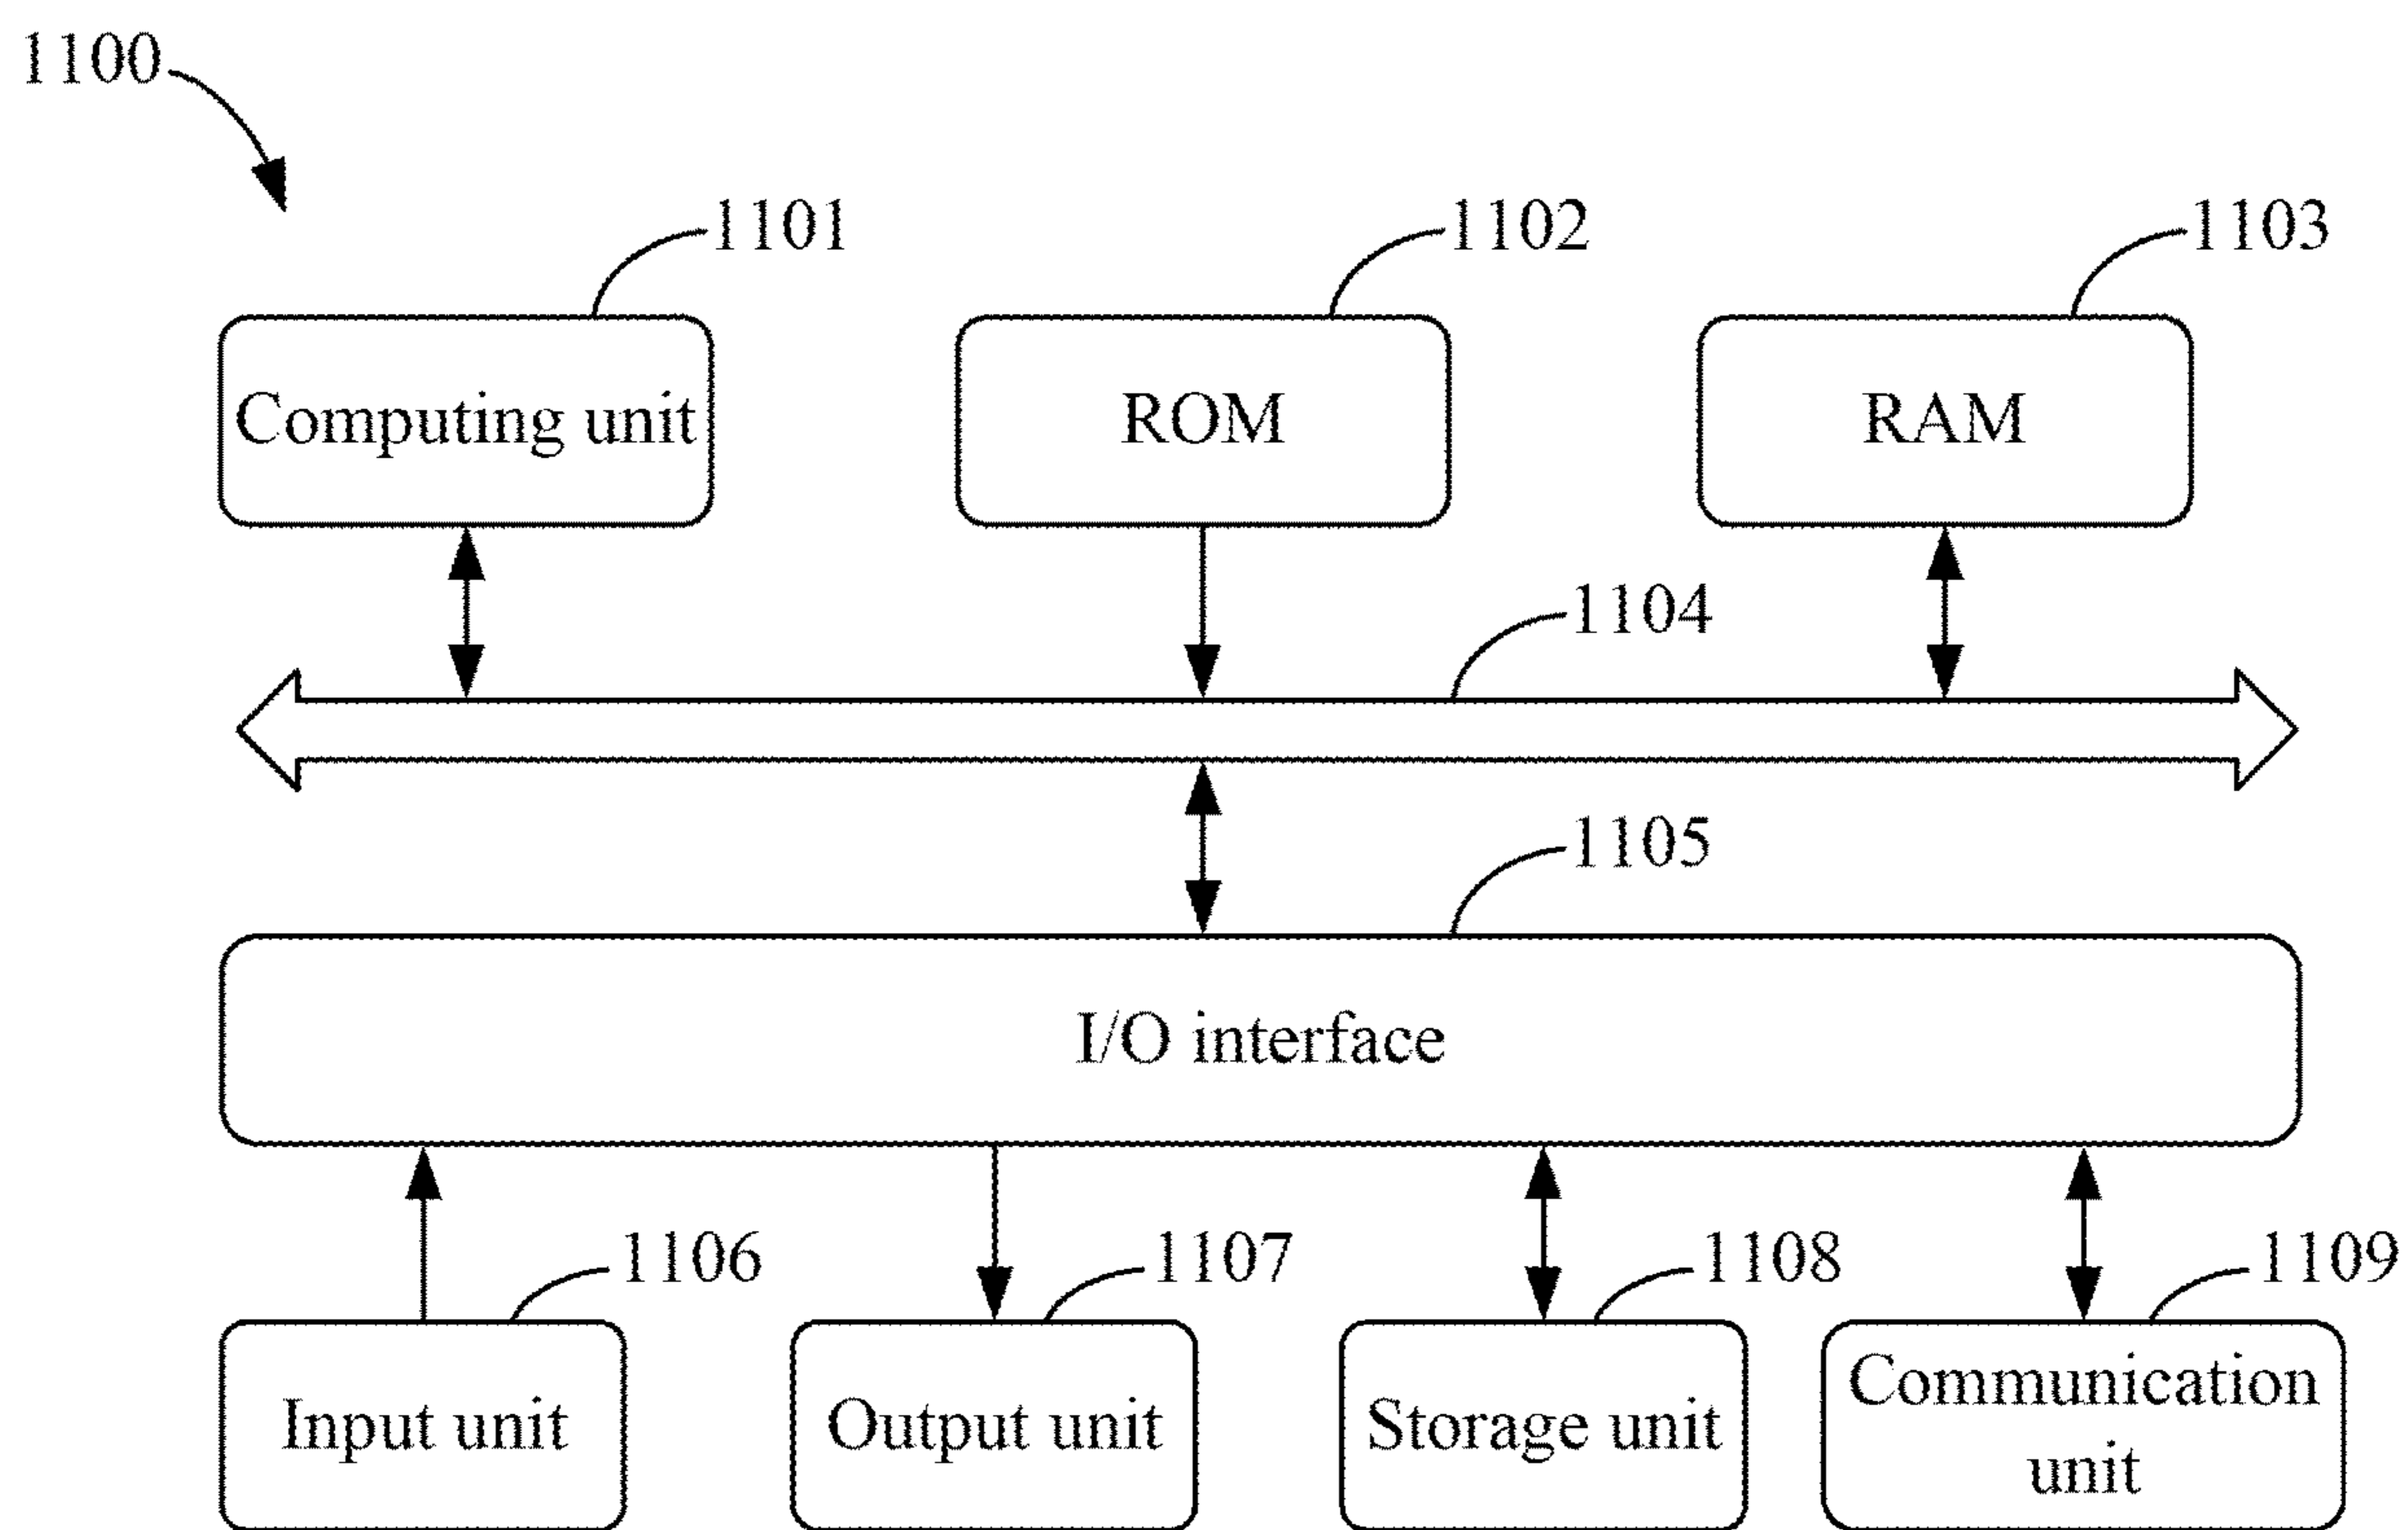 1100
1101
1102
1103
Computing unit
ROM
RAM
1104
1105
I/O interface
1106
1107
1108
1109
Input unit
Output unit
Storage unit
Communication
unit